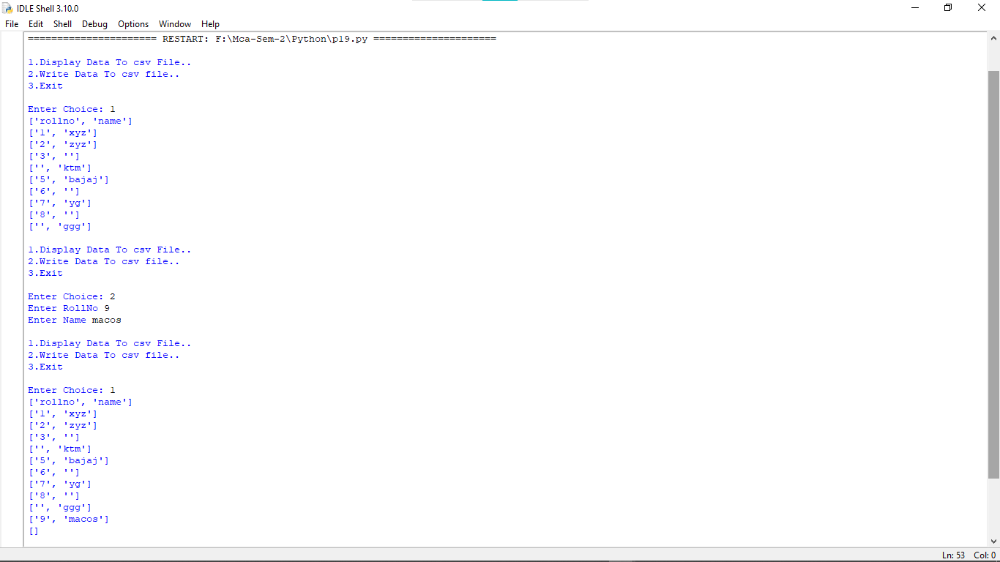 IDLE Shell 3.10.0
File Edit Shell Debug Options Window Help
====================== RESTART: F:\Mca-Sem-2\Python\p19.py =====================
1.Display Data To csv File..
2.Write Data To csv file..
3.Exit
Enter Choice: 1
['rollno', 'name']
['1', 'xyz']
['2', 'zyz']
['3', '']
['', 'ktm']
['5', 'bajaj']
['6', '']
['7', 'yg']
['8', '']
['', 'ggg']
1.Display Data To csv File..
2.Write Data To csv file..
3.Exit
Enter Choice: 2
Enter RollNo 9
Enter Name macos
1.Display Data To csv File..
2.Write Data To csv file..
3.Exit
Enter Choice: 1
['rollno', 'name']
['1', 'xyz']
['2', 'zyz']
['3', '']
['', 'ktm']
['5', 'bajaj']
['6', '']
['7', 'yg']
['8', '']
['', 'ggg']
['9', 'macos']
[]
Ln: 53 Col: 0